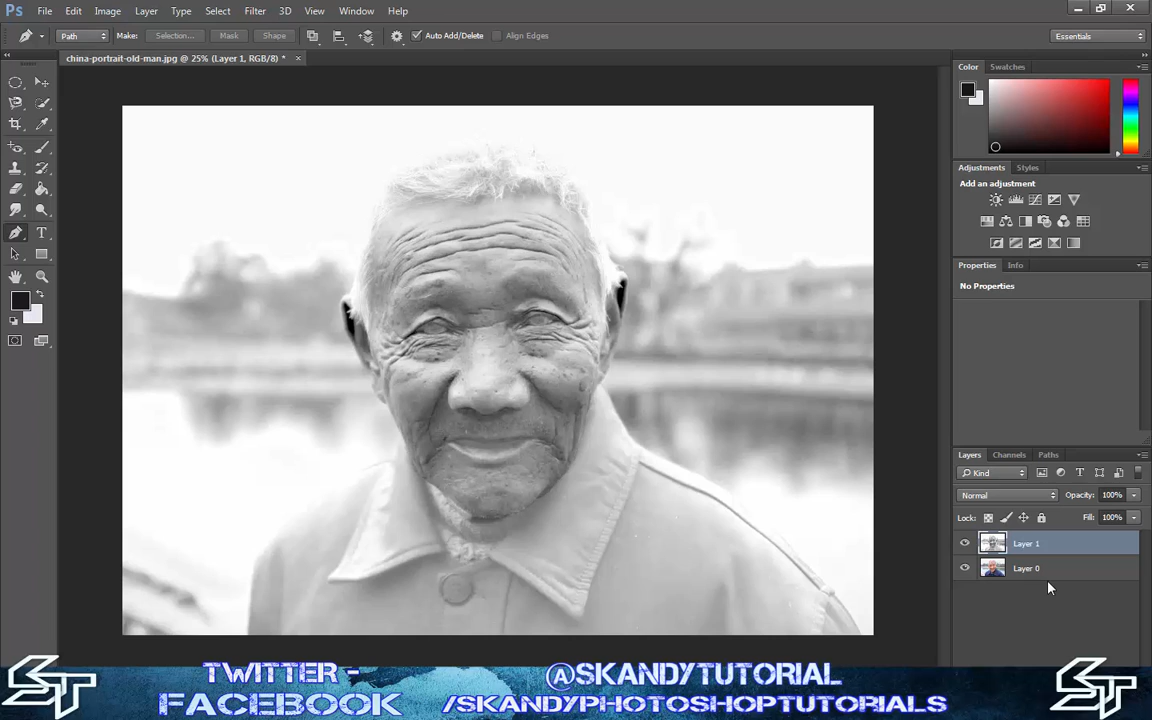 Ps File Edit Image Layer Type Select Filter 3D View Window Help
Path Make: Selection... Mask Shape Auto Add/Delete Align Edges Essentials
china-portrait-old-man.jpg @ 25% (Layer 1, RGB/8) *
Color Swatches
Adjustments Styles
Add an adjustment
Properties Info
No Properties
Layers Channels Paths
Kind
Normal Opacity: 100%
Lock: Fill: 100%
Layer 1
Layer 0
TWITTER - @SKANDYTUTORIAL
FACEBOOK /SKANDYPHOTOSHOPTUTORIALS
ST ST